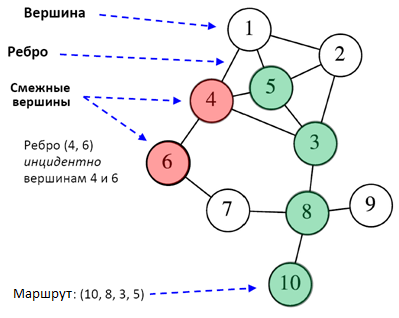 Вершина
Ребро
Смежные
вершины
Ребро (4, 6)
инцидентно
вершинам 4 и 6
Маршрут: (10, 8, 3, 5)
1
2
5
4
3
6
7
8
9
10